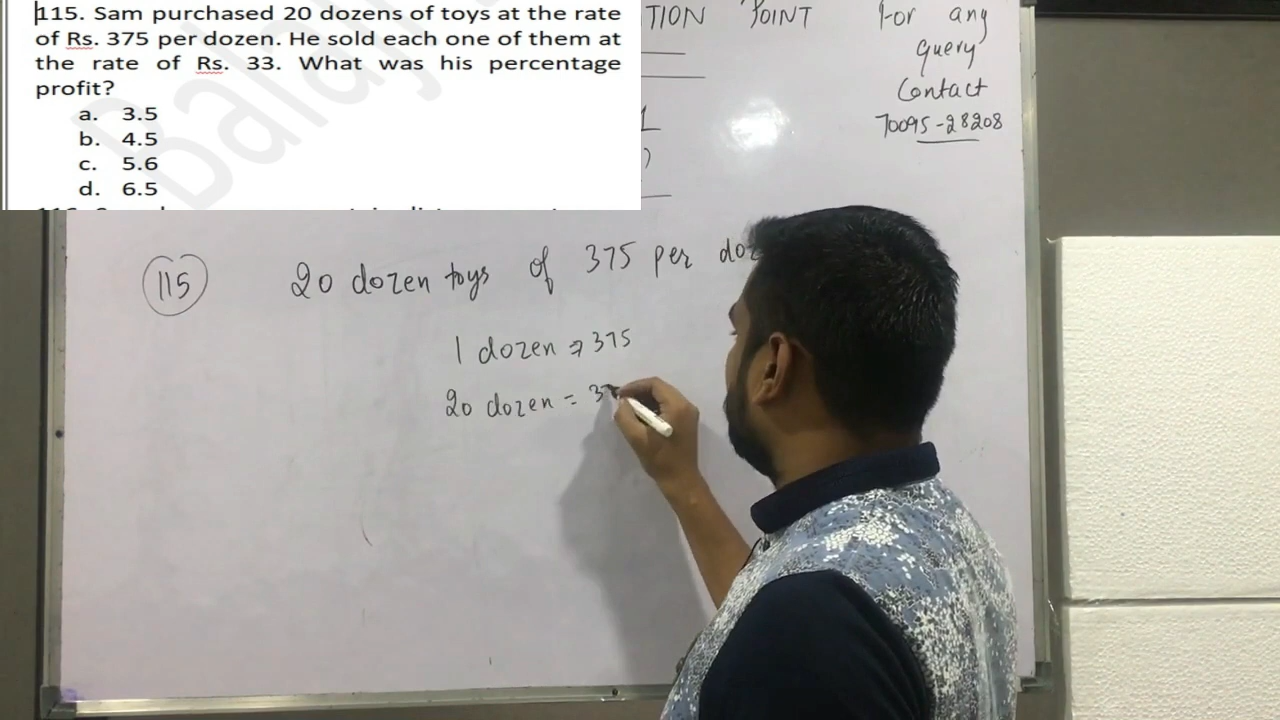 115. Sam purchased 20 dozens of toys at the rate
of Rs. 375 per dozen. He sold each one of them at
the rate of Rs. 33. What was his percentage
profit?
a. 3.5
b. 4.5
c. 5.6
d. 6.5
Balaji
TION POINT
For any
query
Contact
70095-28208
115
20 dozen toys of 375 per doz
1 dozen ⇒ 375
20 dozen = 37